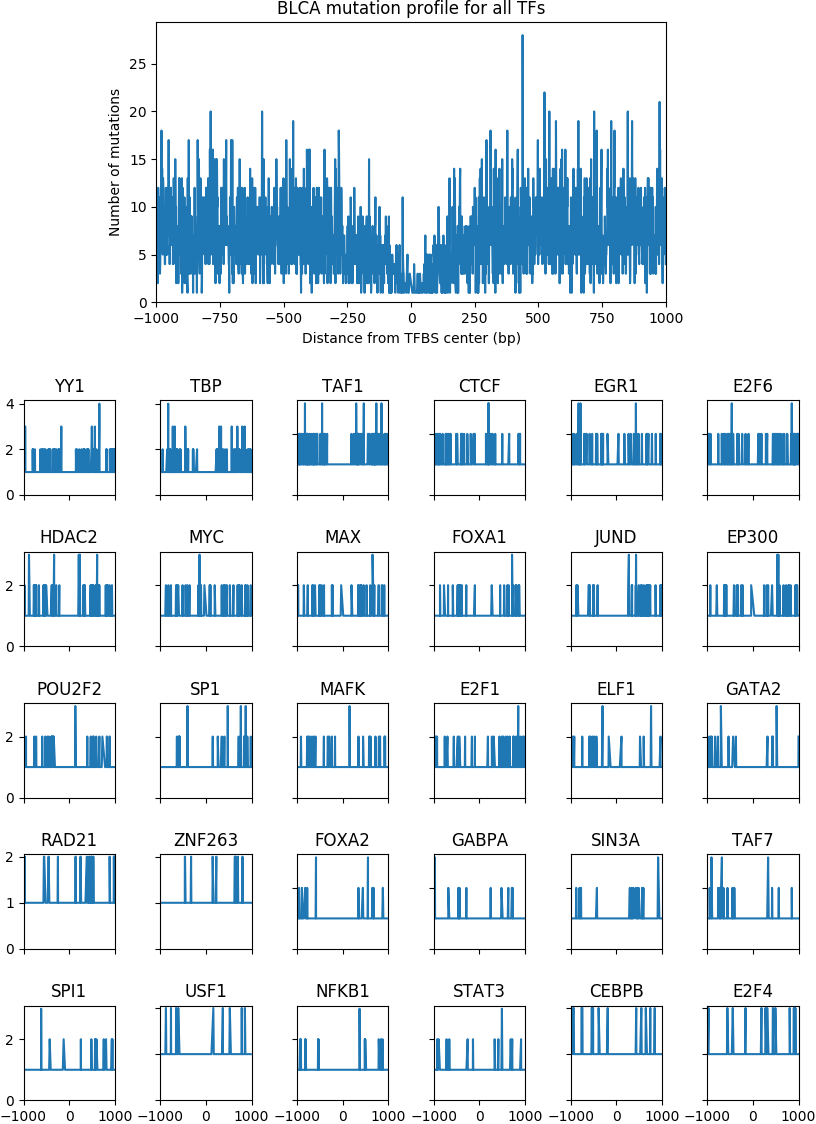 BLCA mutation profile for all TFs
25
20
15
10
5
0
Number of mutations
−1000 −750 −500 −250 0 250 500 750 1000
Distance from TFBS center (bp)
YY1 TBP TAF1 CTCF EGR1 E2F6
4
2
0
HDAC2 MYC MAX FOXA1 JUND EP300
2
0
POU2F2 SP1 MAFK E2F1 ELF1 GATA2
2
0
RAD21 ZNF263 FOXA2 GABPA SIN3A TAF7
2
1
0
SPI1 USF1 NFKB1 STAT3 CEBPB E2F4
2
0
−1000 0 1000 −1000 0 1000 −1000 0 1000 −1000 0 1000 −1000 0 1000 −1000 0 1000